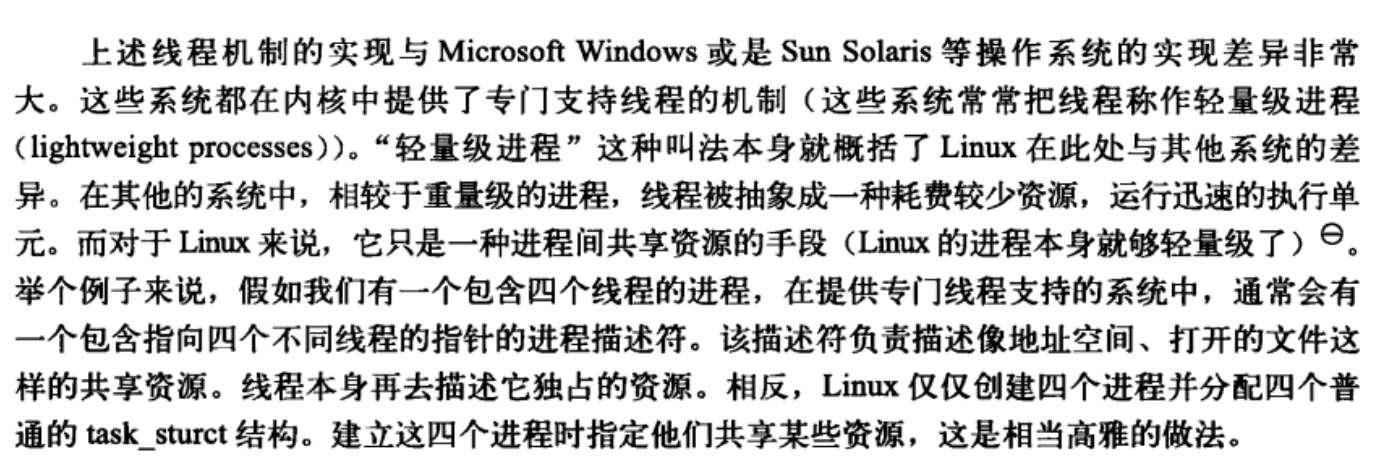 上述线程机制的实现与 Microsoft Windows 或是 Sun Solaris 等操作系统的实现差异非常
大。这些系统都在内核中提供了专门支持线程的机制（这些系统常常把线程称作轻量级进程
（lightweight processes））。“轻量级进程”这种叫法本身就概括了 Linux 在此处与其他系统的差
异。在其他的系统中，相较于重量级的进程，线程被抽象成一种耗费较少资源，运行迅速的执行单
元。而对于 Linux 来说，它只是一种进程间共享资源的手段（Linux 的进程本身就够轻量级了）⊖。
举个例子来说，假如我们有一个包含四个线程的进程，在提供专门线程支持的系统中，通常会有
一个包含指向四个不同线程的指针的进程描述符。该描述符负责描述像地址空间、打开的文件这
样的共享资源。线程本身再去描述它独占的资源。相反，Linux 仅仅创建四个进程并分配四个普
通的 task_sturct 结构。建立这四个进程时指定他们共享某些资源，这是相当高雅的做法。